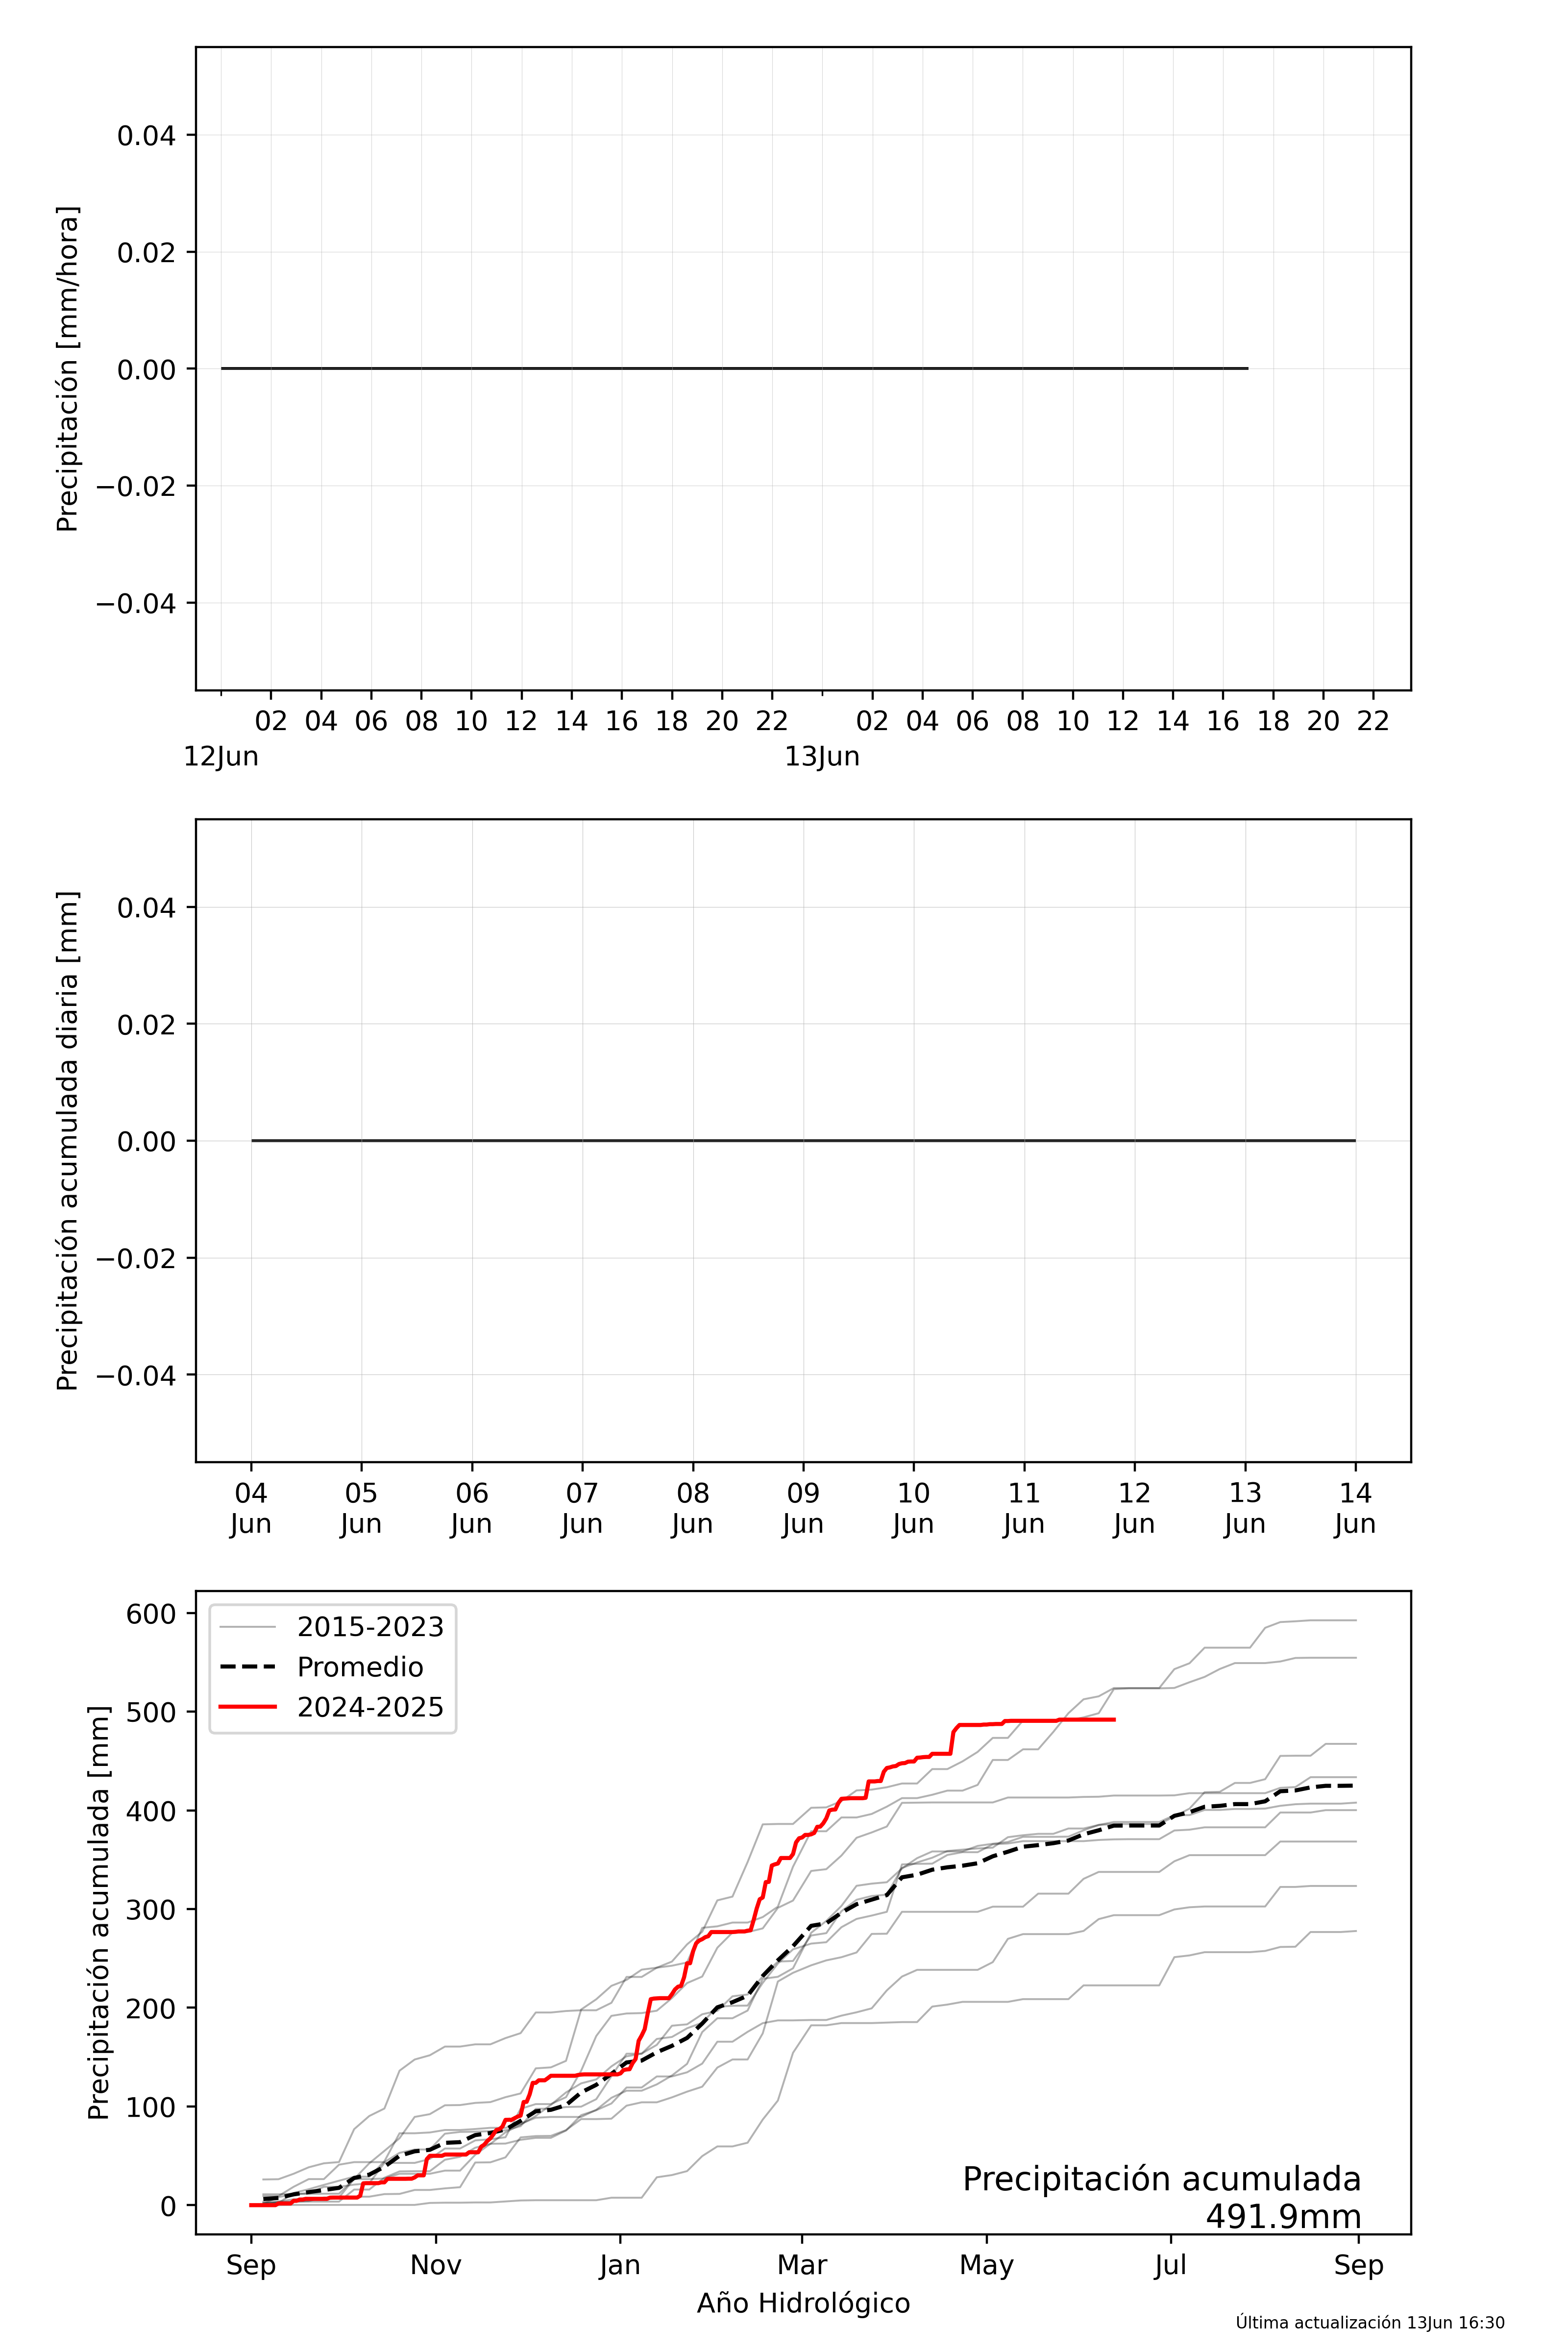 Precipitación [mm/hora]
0.04
0.02
0.00
−0.02
−0.04
02 04 06 08 10 12 14 16 18 20 22 02 04 06 08 10 12 14 16 18 20 22
12Jun 13Jun
Precipitación acumulada diaria [mm]
0.04
0.02
0.00
−0.02
−0.04
04 05 06 07 08 09 10 11 12 13 14
Jun Jun Jun Jun Jun Jun Jun Jun Jun Jun Jun
Precipitación acumulada [mm]
600
500
400
300
200
100
0
2015-2023
Promedio
2024-2025
Precipitación acumulada
491.9mm
Sep Nov Jan Mar May Jul Sep
Año Hidrológico
Última actualización 13Jun 16:30